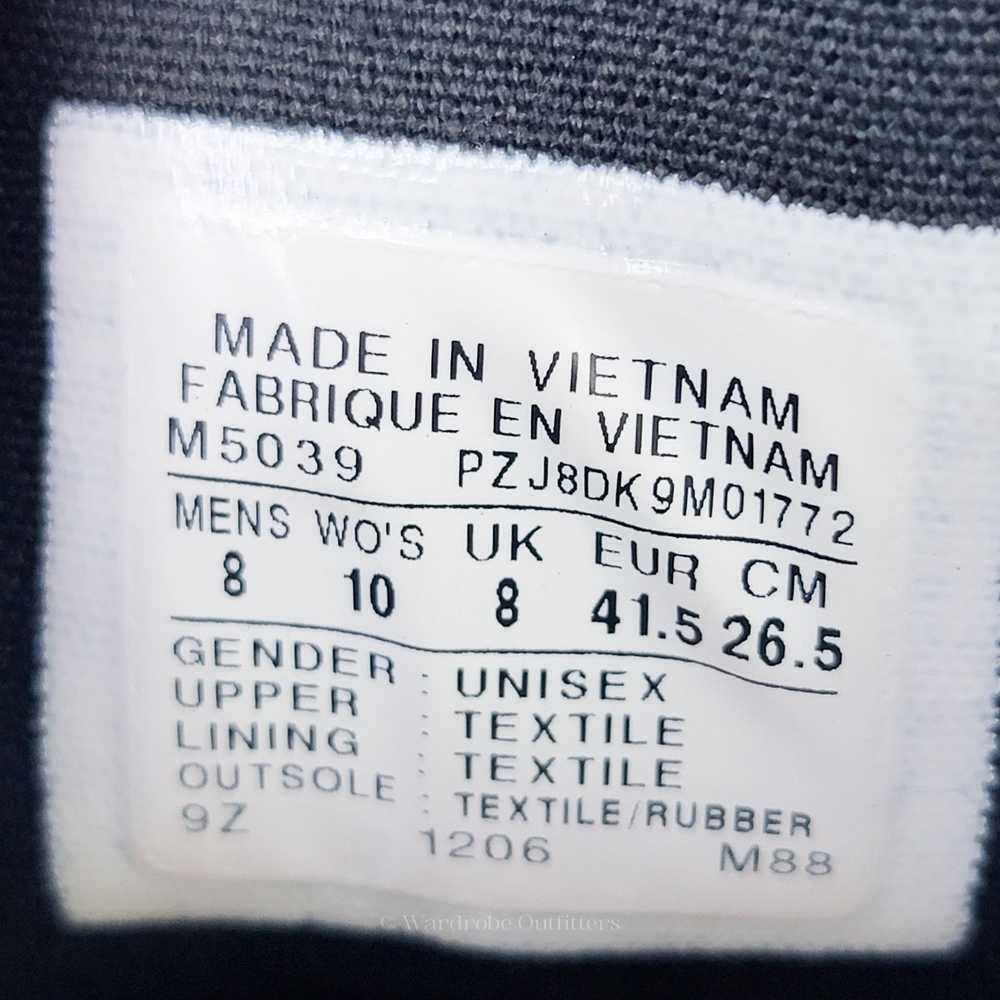 MADE IN VIETNAM
FABRIQUE EN VIETNAM
M5039 PZJ8DK9M01772
MENS WO'S UK EUR CM
8 10 8 41.5 26.5
GENDER : UNISEX
UPPER : TEXTILE
LINING : TEXTILE
OUTSOLE : TEXTILE/RUBBER
9Z 1206 M88
© Wardrobe Outfitters